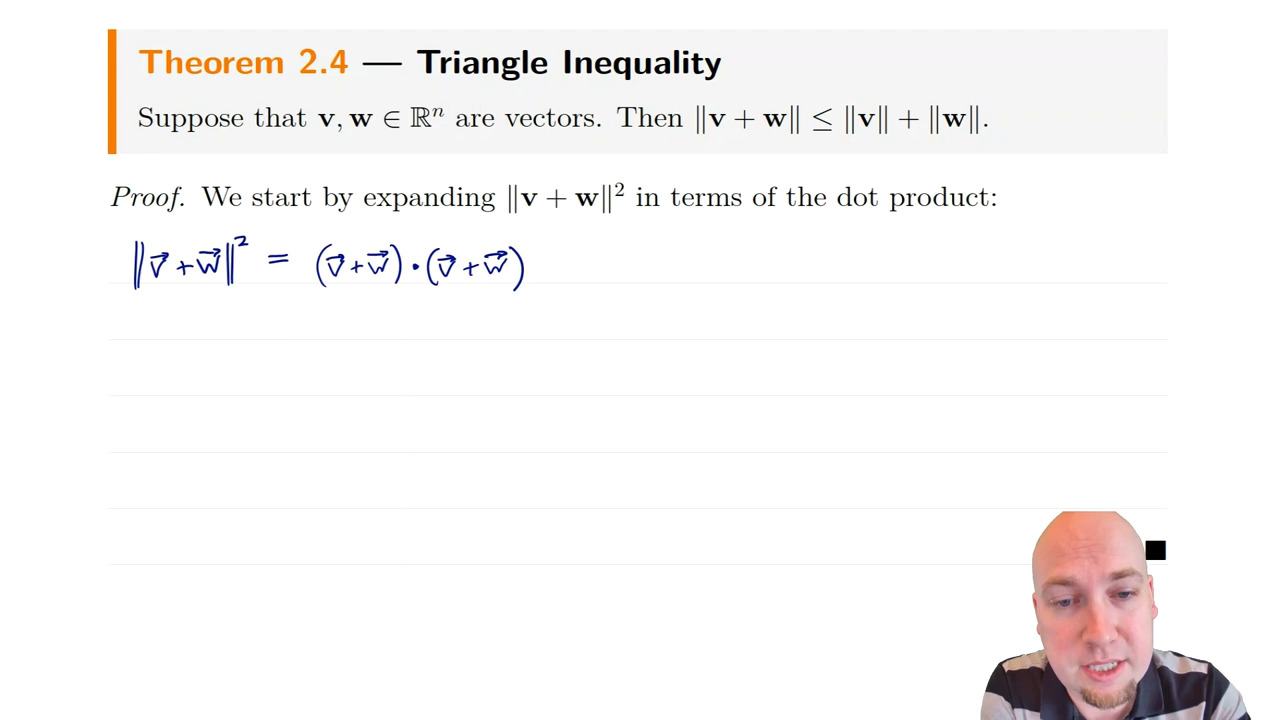 Theorem 2.4 — Triangle Inequality
Suppose that v, w ∈ ℝⁿ are vectors. Then ‖v + w‖ ≤ ‖v‖ + ‖w‖.
Proof. We start by expanding ‖v + w‖² in terms of the dot product:
‖v⃗ + w⃗‖² = (v⃗ + w⃗) • (v⃗ + w⃗)